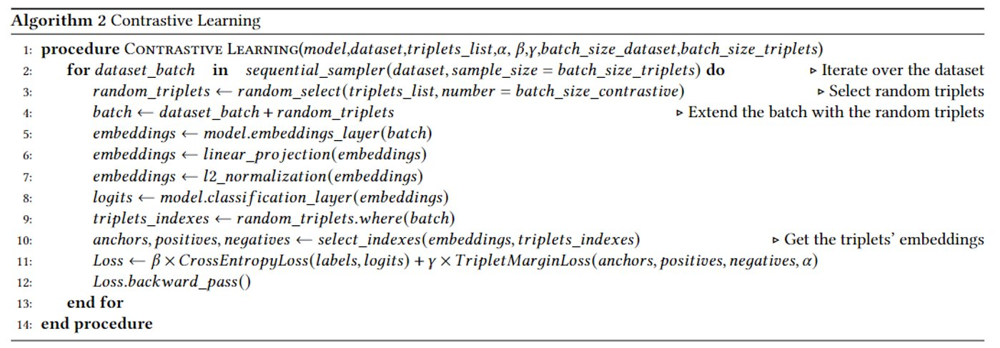 Algorithm 2 Contrastive Learning
1: procedure Contrastive Learning(model,dataset,triplets_list,α, β,γ,batch_size_dataset,batch_size_triplets)
2: for dataset_batch in sequential_sampler(dataset, sample_size = batch_size_triplets) do ▷ Iterate over the dataset
3: random_triplets ← random_select(triplets_list, number = batch_size_contrastive) ▷ Select random triplets
4: batch ← dataset_batch + random_triplets ▷ Extend the batch with the random triplets
5: embeddings ← model.embeddings_layer(batch)
6: embeddings ← linear_projection(embeddings)
7: embeddings ← l2_normalization(embeddings)
8: logits ← model.classification_layer(embeddings)
9: triplets_indexes ← random_triplets.where(batch)
10: anchors, positives, negatives ← select_indexes(embeddings, triplets_indexes) ▷ Get the triplets' embeddings
11: Loss ← β × CrossEntropyLoss(labels, logits) + γ × TripletMarginLoss(anchors, positives, negatives, α)
12: Loss.backward_pass()
13: end for
14: end procedure